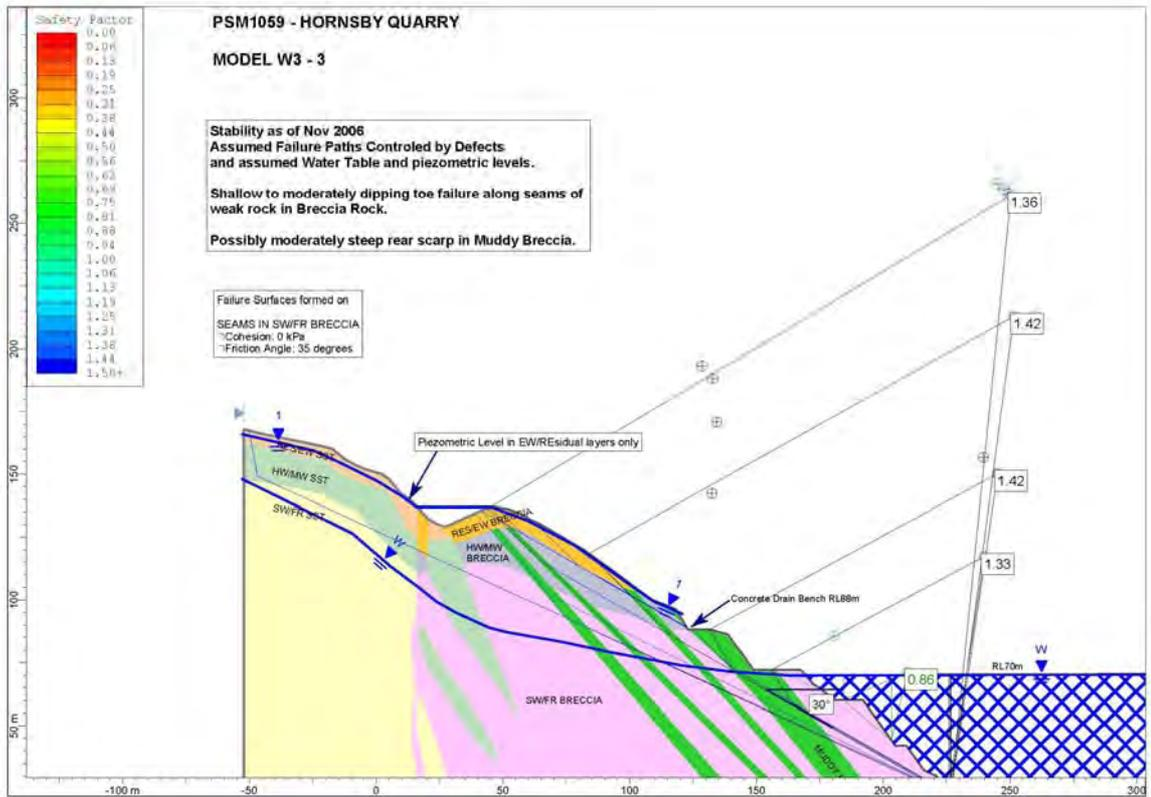 Safety Factor
0.00
0.06
0.13
0.19
0.25
0.31
0.38
0.44
0.50
0.56
0.63
0.69
0.75
0.81
0.88
0.94
1.00
1.06
1.13
1.19
1.25
1.31
1.38
1.44
1.50+
PSM1059 - HORNSBY QUARRY
MODEL W3 - 3
Stability as of Nov 2006
Assumed Failure Paths Controled by Defects
and assumed Water Table and piezometric levels.
Shallow to moderately dipping toe failure along seams of
weak rock in Breccia Rock.
Possibly moderately steep rear scarp in Muddy Breccia.
Failure Surfaces formed on
SEAMS IN SW/FR BRECCIA
Cohesion: 0 kPa
Friction Angle: 35 degrees
1.36
1.42
1.42
1.33
0.86
30°
1
Piezometric Level in EW/REsidual layers only
RES/EW SST
HW/MW SST
SW/FR SST
W
RES/EW BRECCIA
HW/MW
BRECCIA
1
Concrete Drain Bench RL88m
W
RL70m
SW/FR BRECCIA
300
250
200
150
100
50 m
-100 m
-50
0
50
100
150
200
250
300